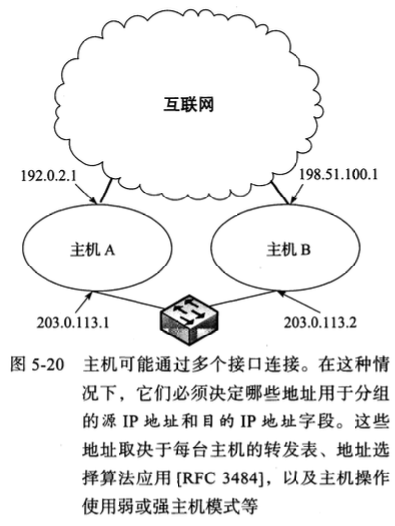 互联网
192.0.2.1
198.51.100.1
主机 A
主机 B
203.0.113.1
203.0.113.2
图 5-20 主机可能通过多个接口连接。在这种情
况下，它们必须决定哪些地址用于分组
的源 IP 地址和目的 IP 地址字段。这些
地址取决于每台主机的转发表、地址选
择算法应用 [RFC 3484]，以及主机操作
使用弱或强主机模式等